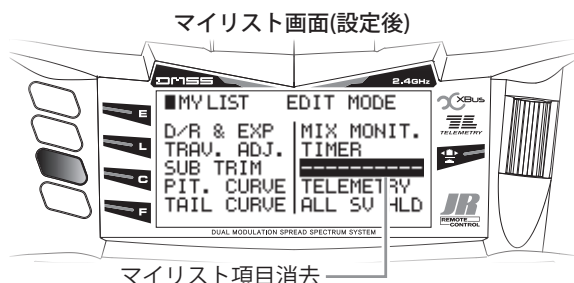 マイリスト画面(設定後)
DMSS
2.4GHz
■MYLIST EDIT MODE
D/R & EXP MIX MONIT.
TRAV. ADJ. TIMER
SUB TRIM ----------
PIT. CURVE TELEMETRY
TAIL CURVE ALL SV HLD
E
L
C
F
XBus
TELEMETRY
JR
REMOTE
CONTROL
DUAL MODULATION SPREAD SPECTRUM SYSTEM
マイリスト項目消去